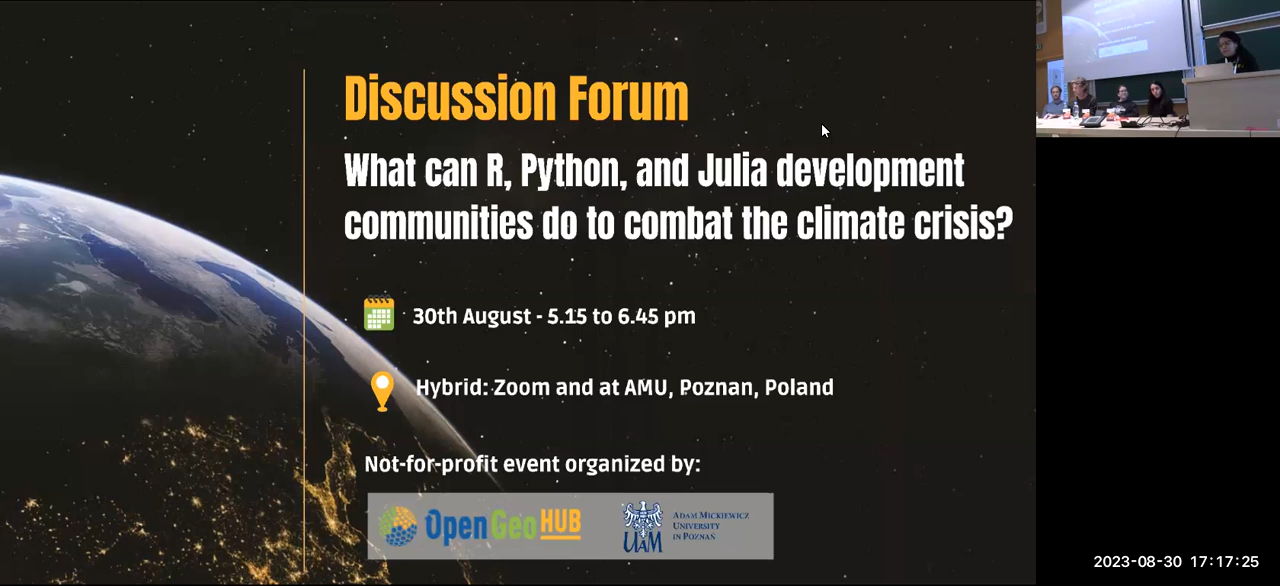 Discussion Forum
What can R, Python, and Julia development
communities do to combat the climate crisis?
30th August - 5.15 to 6.45 pm
Hybrid: Zoom and at AMU, Poznan, Poland
Not-for-profit event organized by:
OpenGeoHUB
UAM
ADAM MICKIEWICZ
UNIVERSITY
IN POZNAŃ
2023-08-30 17:17:25